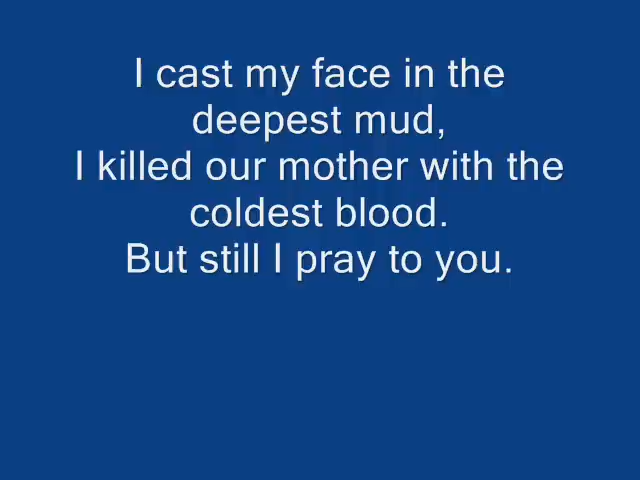 I cast my face in the
deepest mud,
I killed our mother with the
coldest blood.
But still I pray to you.